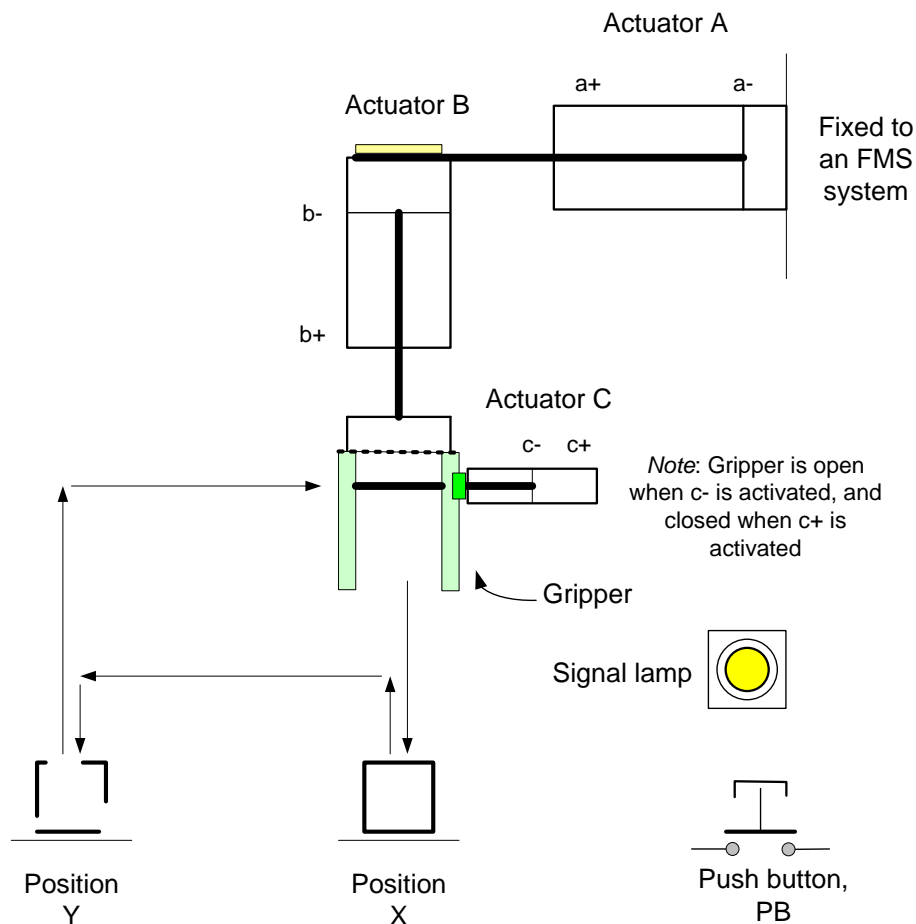 Actuator A
a+
a-
Actuator B
Fixed to
an FMS
system
b-
b+
Actuator C
c-
c+
Note: Gripper is open
when c- is activated, and
closed when c+ is
activated
Gripper
Signal lamp
Position
Y
Position
X
Push button,
PB